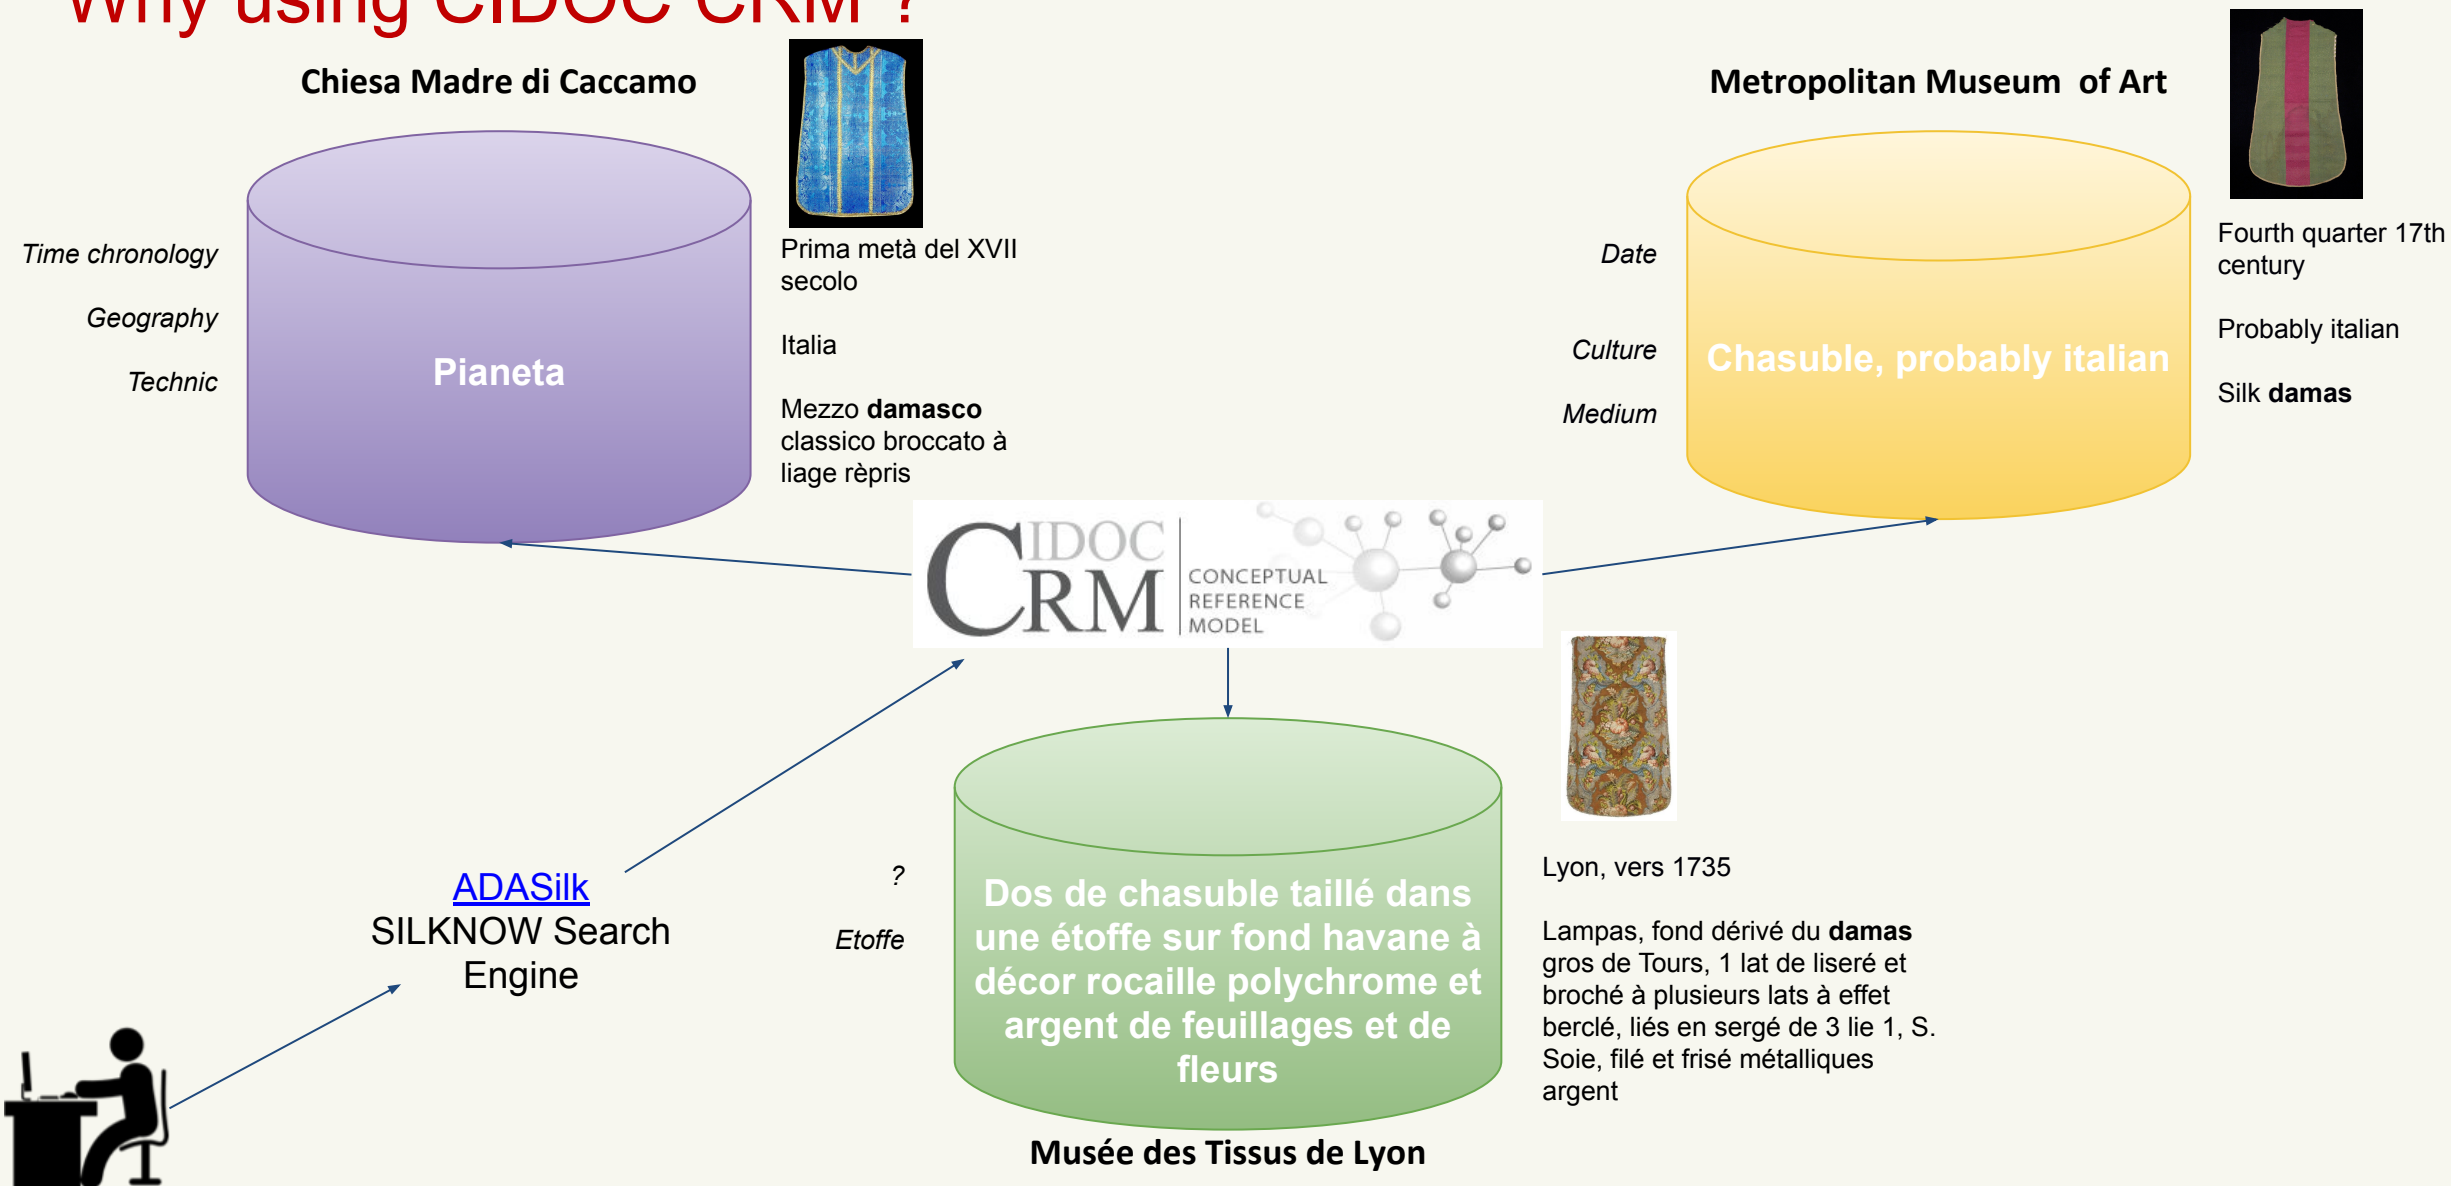 Why using CIDOC CRM ?
Chiesa Madre di Caccamo
Metropolitan Museum  of Art
Time chronology
Geography
Technic
Pianeta
Prima metà del XVII
secolo
Italia
Mezzo damasco
classico broccato à
liage rèpris
Date
Culture
Medium
Chasuble, probably italian
Fourth quarter 17th
century
Probably italian
Silk damas
CIDOC
CRM
CONCEPTUAL
REFERENCE
MODEL
ADASilk
SILKNOW Search
Engine
?
Etoffe
Dos de chasuble taillé dans
une étoffe sur fond havane à
décor rocaille polychrome et
argent de feuillages et de
fleurs
Lyon, vers 1735
Lampas, fond dérivé du damas
gros de Tours, 1 lat de liseré et
broché à plusieurs lats à effet
berclé, liés en sergé de 3 lie 1, S.
Soie, filé et frisé métalliques
argent
Musée des Tissus de Lyon